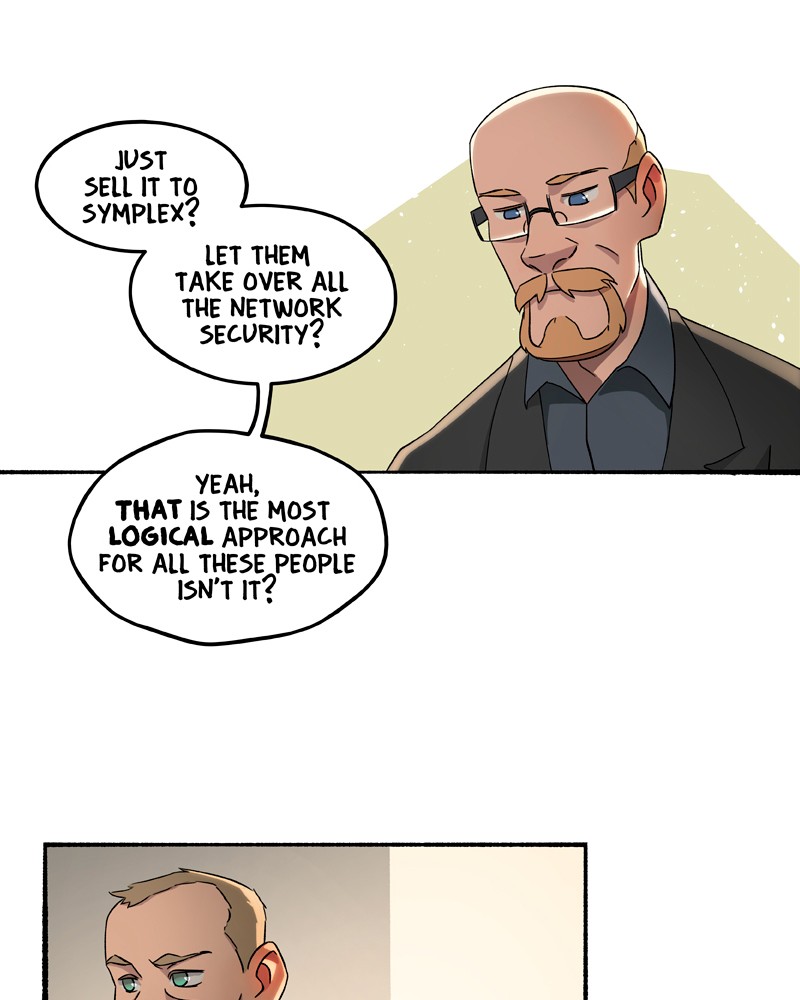 JUST
SELL IT TO
SYMPLEX?
LET THEM
TAKE OVER ALL
THE NETWORK
SECURITY?
YEAH,
THAT IS THE MOST
LOGICAL APPROACH
FOR ALL THESE PEOPLE
ISN'T IT?